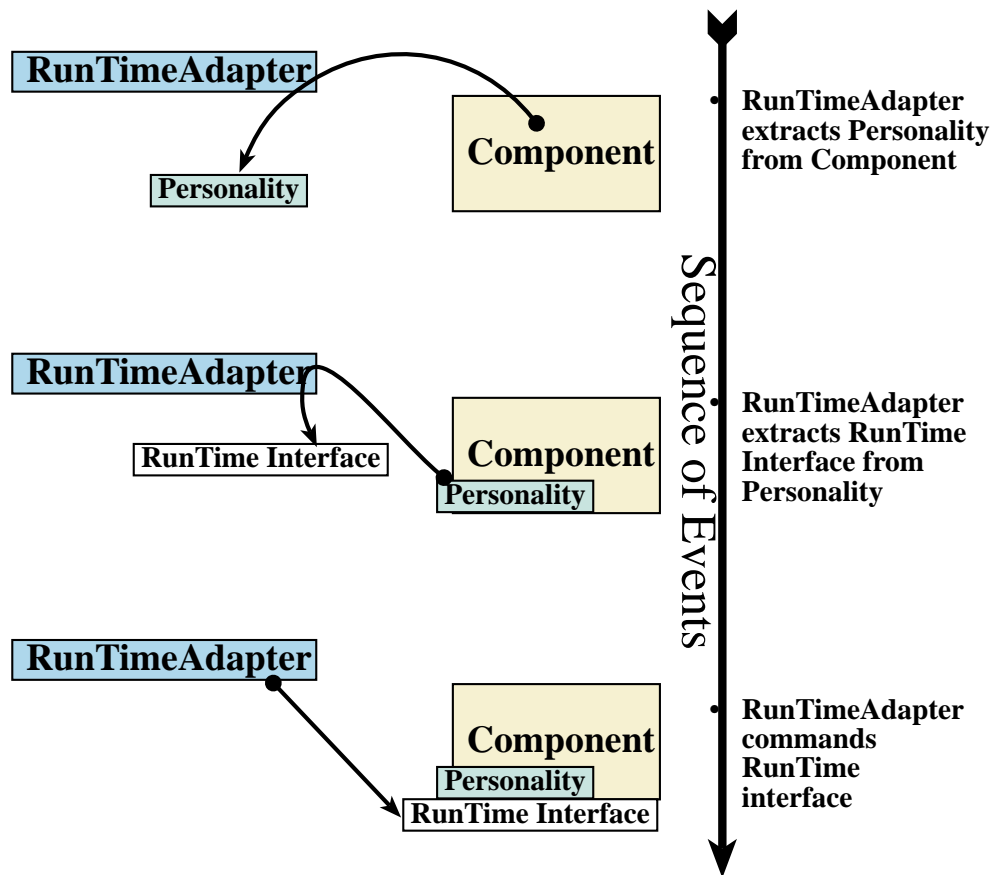 RunTimeAdapter
Component
Personality
RunTimeAdapter
extracts Personality
from Component
Sequence of Events
RunTimeAdapter
RunTime Interface
Component
Personality
RunTimeAdapter
extracts RunTime
Interface from
Personality
RunTimeAdapter
Component
Personality
RunTime Interface
RunTimeAdapter
commands
RunTime
interface